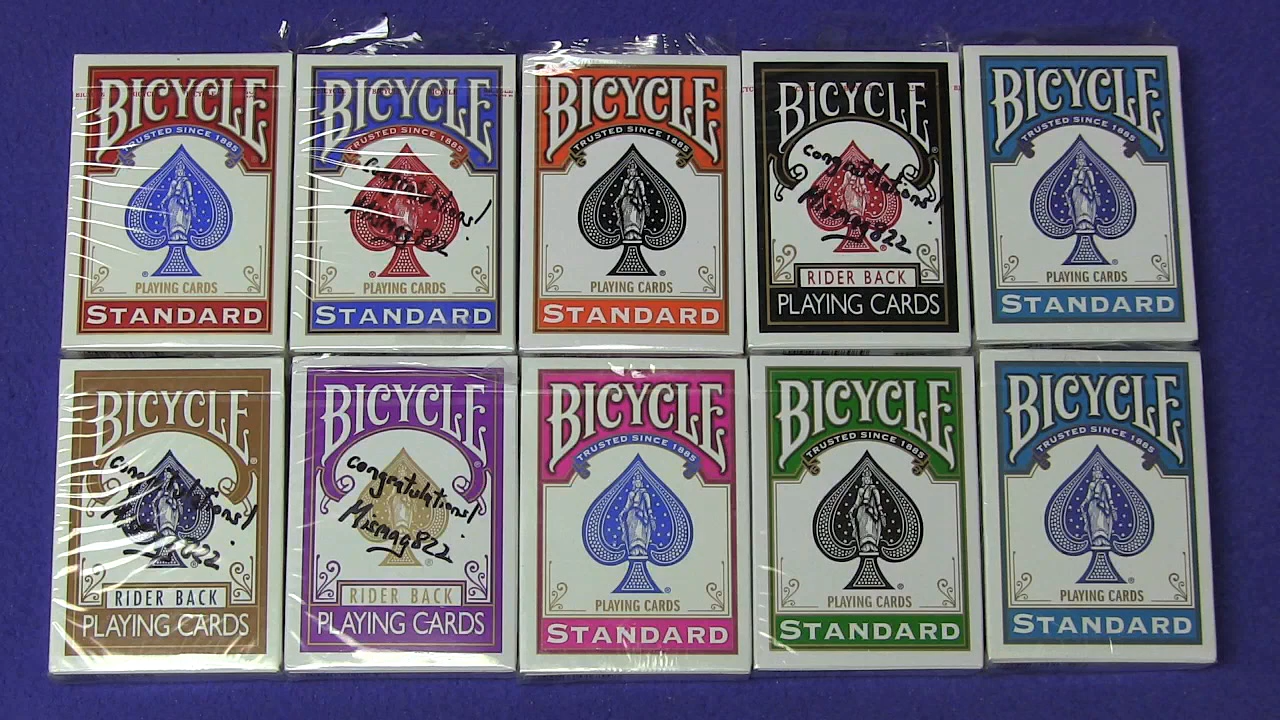 BICYCLE
TRUSTED SINCE 1885
®
PLAYING CARDS
STANDARD
BICYCLE
TRUSTED SINCE 1885
Congratulations!
Mismag822
®
PLAYING CARDS
STANDARD
BICYCLE
TRUSTED SINCE 1885
®
PLAYING CARDS
STANDARD
BICYCLE
®
congratulations!
Mismag822
RIDER BACK
PLAYING CARDS
BICYCLE
TRUSTED SINCE 1885
®
PLAYING CARDS
STANDARD
BICYCLE
®
congratulations!
RIDER BACK
PLAYING CARDS
BICYCLE
congratulations!
Mismag822
®
RIDER BACK
PLAYING CARDS
BICYCLE
TRUSTED SINCE 1885
®
PLAYING CARDS
STANDARD
BICYCLE
TRUSTED SINCE 1885
®
PLAYING CARDS
STANDARD
BICYCLE
TRUSTED SINCE 1885
®
PLAYING CARDS
STANDARD